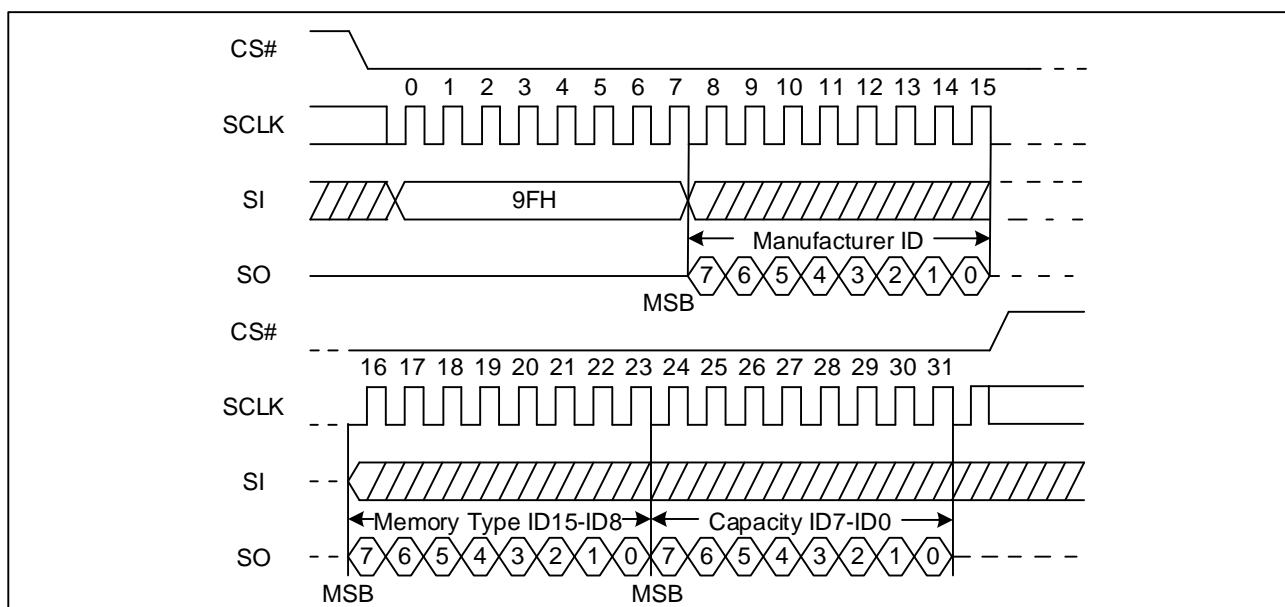 CS#
0 1 2 3 4 5 6 7 8 9 10 11 12 13 14 15
SCLK
SI 9FH
Manufacturer ID
SO 7 6 5 4 3 2 1 0
MSB
CS#
16 17 18 19 20 21 22 23 24 25 26 27 28 29 30 31
SCLK
SI
Memory Type ID15-ID8 Capacity ID7-ID0
SO 7 6 5 4 3 2 1 0 7 6 5 4 3 2 1 0
MSB MSB